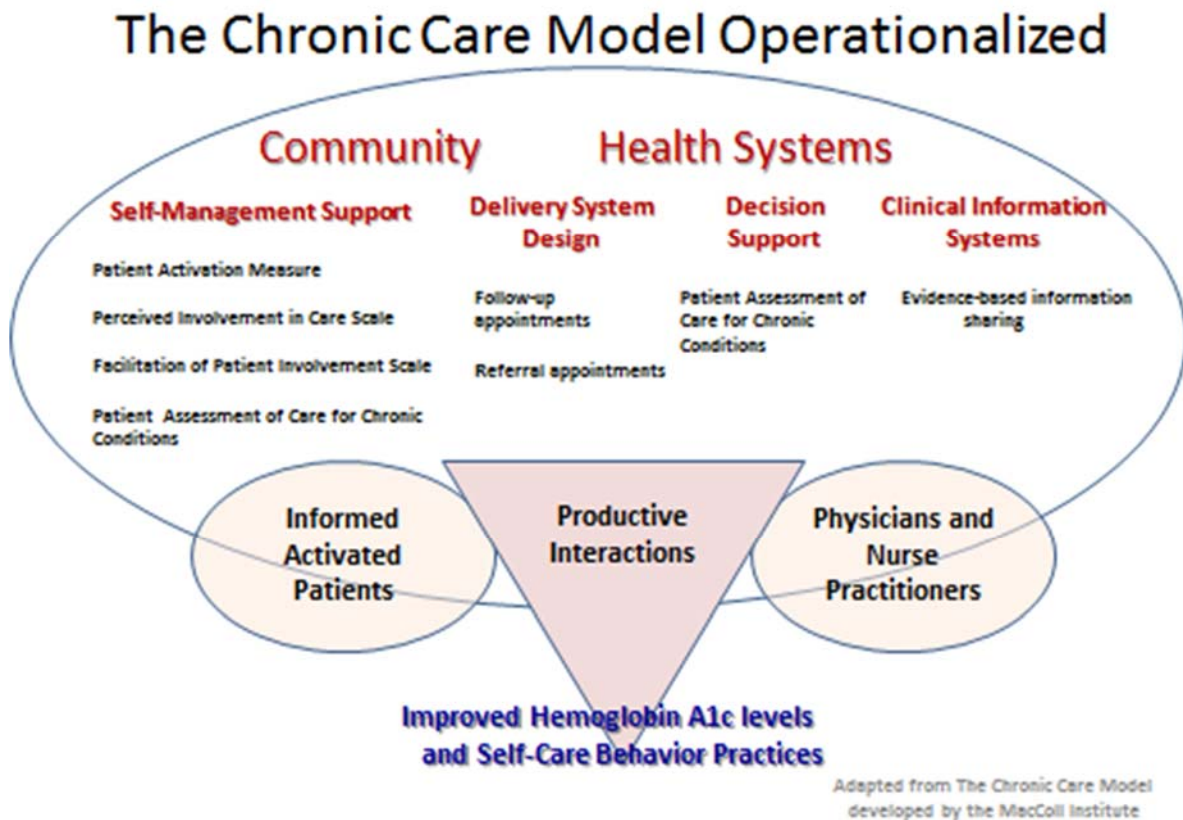 The Chronic Care Model Operationalized
Community
Health Systems
Self-Management Support
Patient Activation Measure
Perceived Involvement in Care Scale
Facilitation of Patient Involvement Scale
Patient Assessment of Care for Chronic
Conditions
Delivery System
Design
Follow-up
appointments
Referral appointments
Decision
Support
Patient Assessment of
Care for Chronic
Conditions
Clinical Information
Systems
Evidence-based information
sharing
Informed
Activated
Patients
Productive
Interactions
Physicians and
Nurse
Practitioners
Improved Hemoglobin A1c levels
and Self-Care Behavior Practices
Adapted from The Chronic Care Model
developed by the MacColl Institute